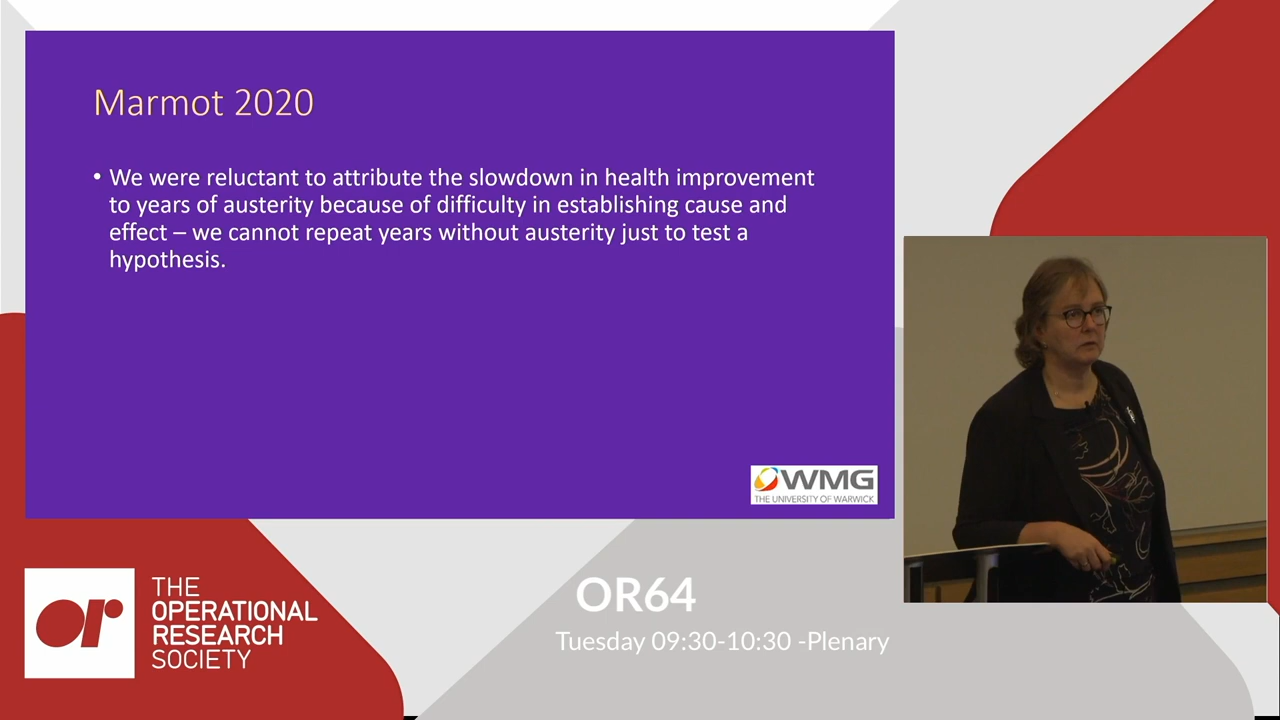 Marmot 2020
• We were reluctant to attribute the slowdown in health improvement
to years of austerity because of difficulty in establishing cause and
effect – we cannot repeat years without austerity just to test a
hypothesis.
WMG
THE UNIVERSITY OF WARWICK
or
THE
OPERATIONAL
RESEARCH
SOCIETY
OR64
Tuesday 09:30-10:30 -Plenary